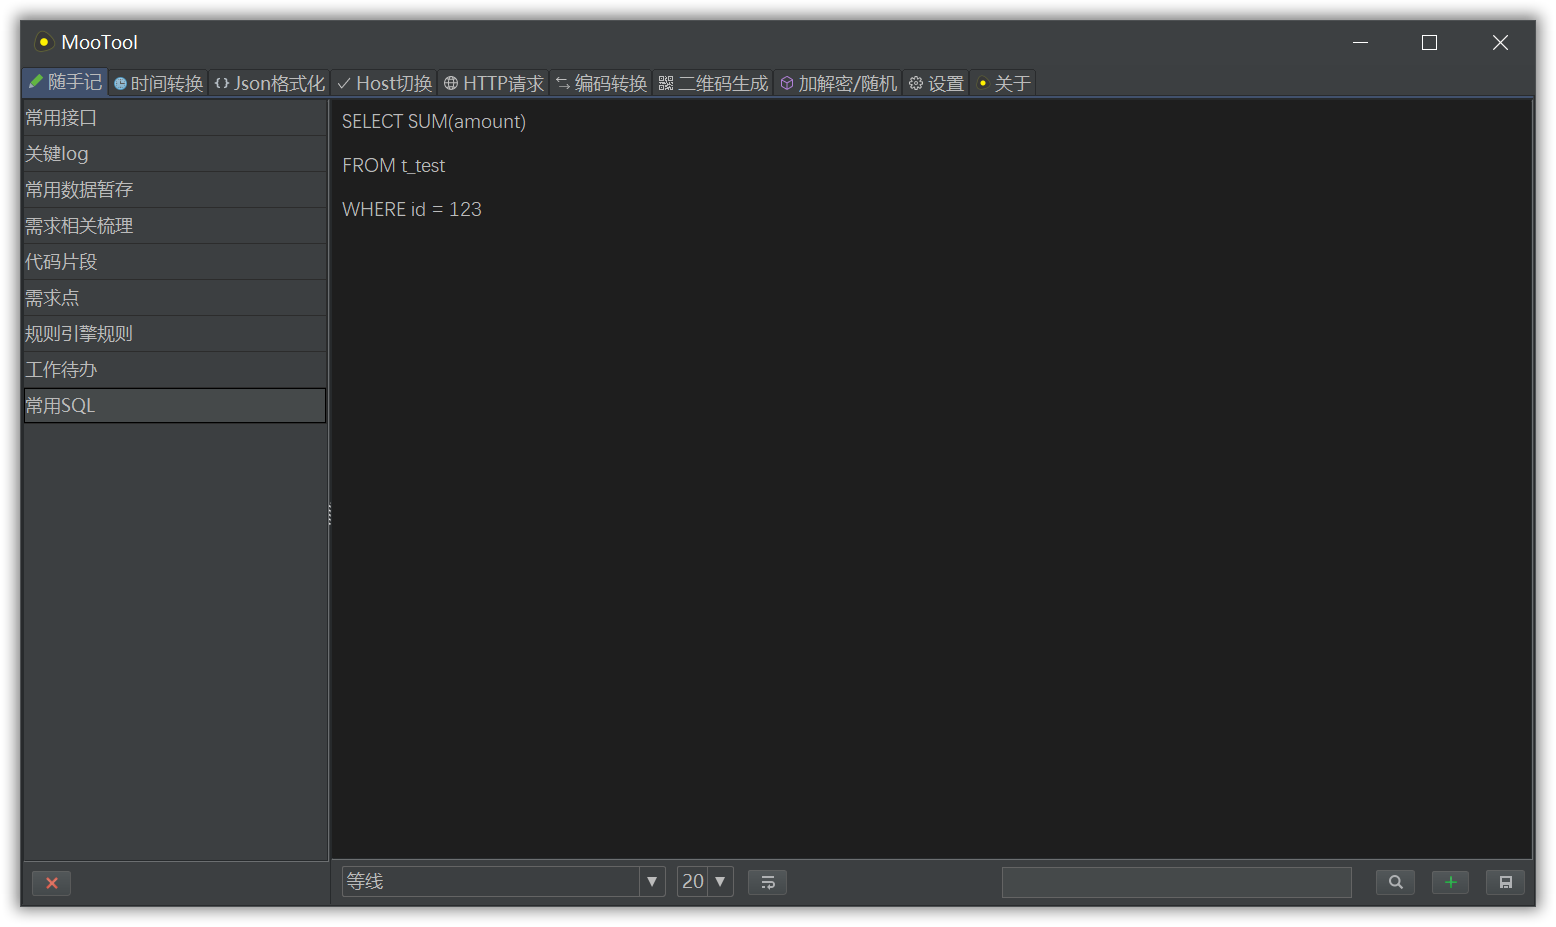 MooTool
随手记 时间转换 Json格式化 Host切换 HTTP请求 编码转换 二维码生成 加解密/随机 设置 关于
常用接口
关键log
常用数据暂存
需求相关梳理
代码片段
需求点
规则引擎规则
工作待办
常用SQL
SELECT SUM(amount)
FROM t_test
WHERE id = 123
等线 20